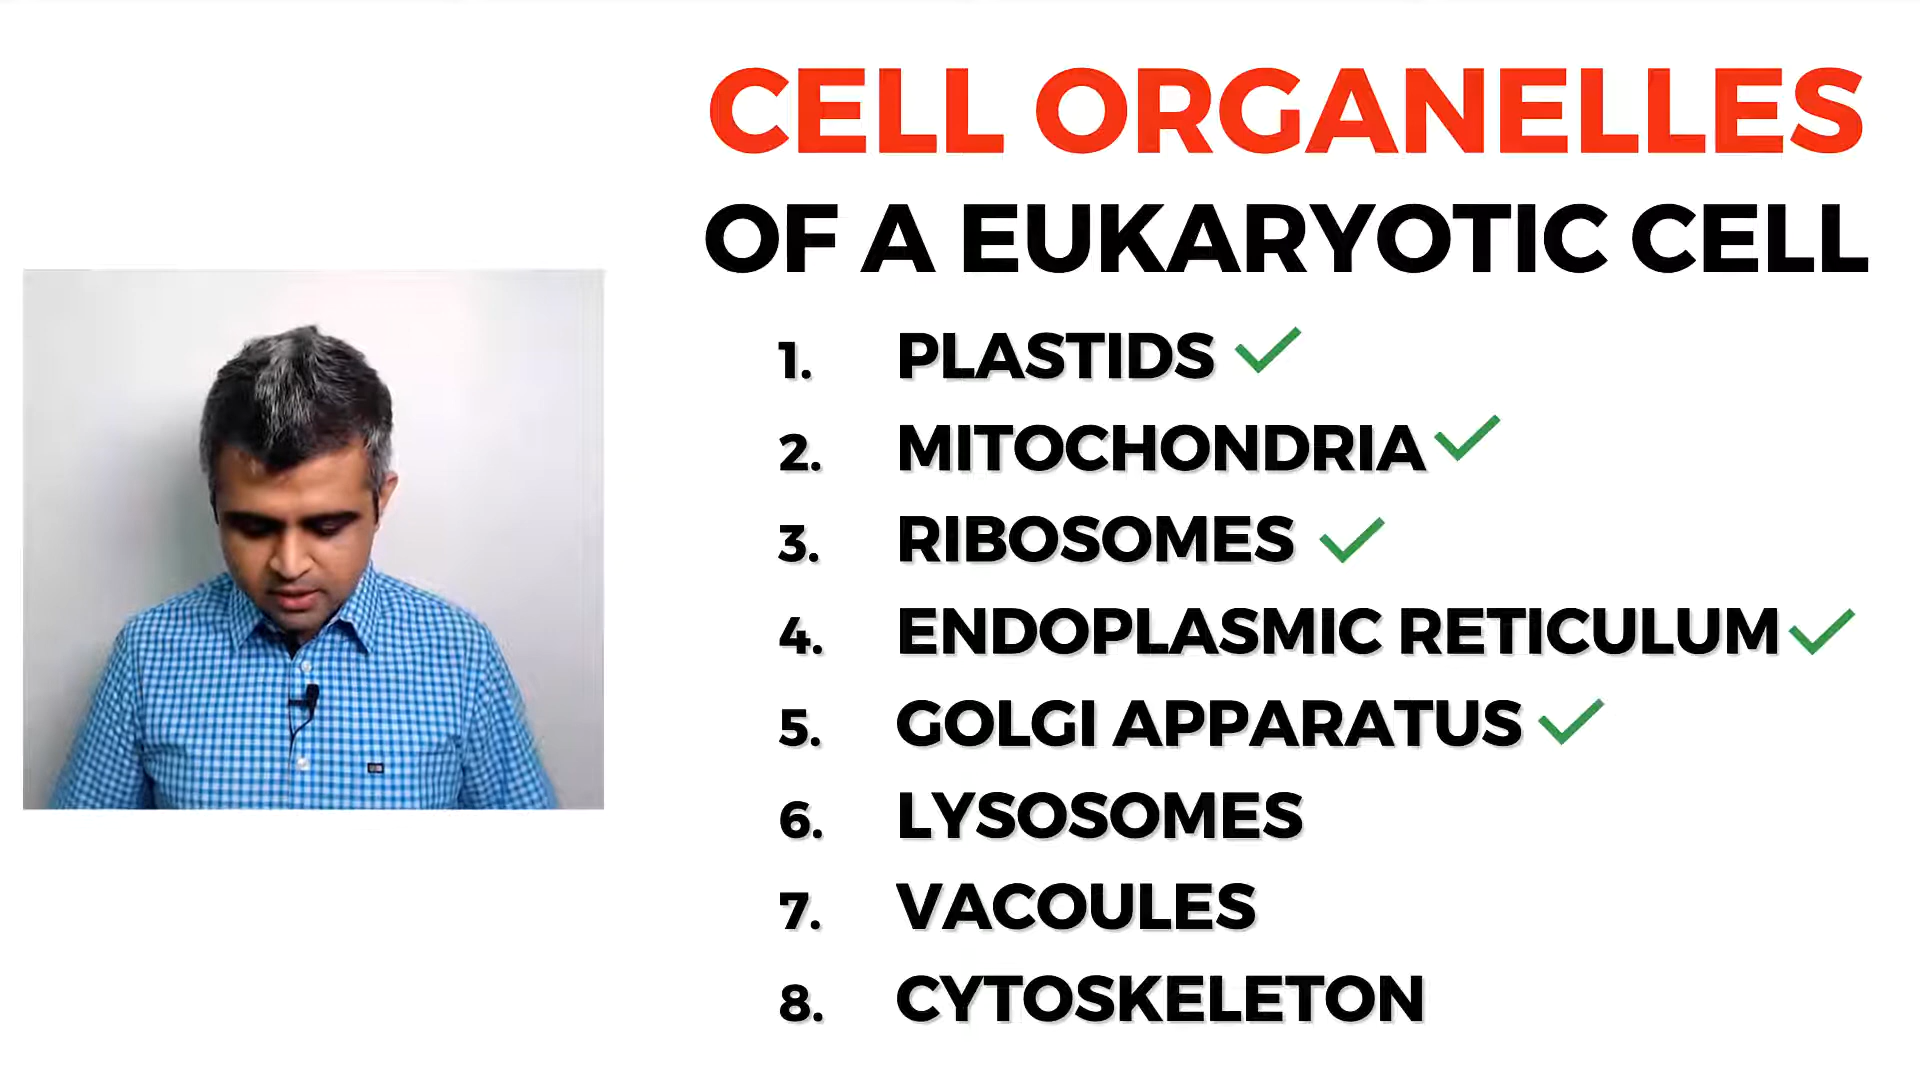 CELL ORGANELLES
OF A EUKARYOTIC CELL
1. PLASTIDS
2. MITOCHONDRIA
3. RIBOSOMES
4. ENDOPLASMIC RETICULUM
5. GOLGI APPARATUS
6. LYSOSOMES
7. VACOULES
8. CYTOSKELETON